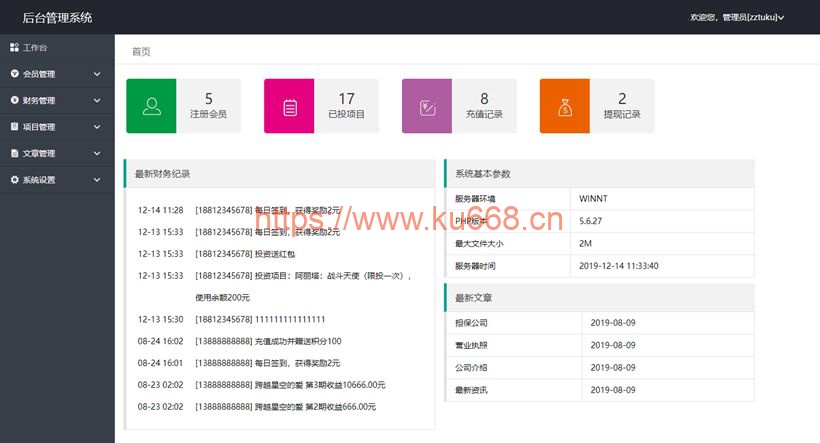 后台管理系统
欢迎您，管理员[zztuku]
工作台
会员管理
财务管理
项目管理
文章管理
系统设置
首页
5
注册会员
17
已投项目
8
充值记录
2
提现记录
最新财务纪录
12-14 11:28 [18812345678] 每日签到，获得奖励2元
12-13 15:33 [18812345678] 每日签到，获得奖励2元
12-13 15:33 [18812345678] 投资送红包
12-13 15:33 [18812345678] 投资项目：阿丽塔：战斗天使（限投一次），
使用余额200元
12-13 15:30 [18812345678] 111111111111111
08-24 16:02 [13888888888] 充值成功并赠送积分100
08-24 16:01 [13888888888] 每日签到，获得奖励2元
08-23 02:02 [13888888888] 跨越星空的爱 第3期收益10666.00元
08-23 02:02 [13888888888] 跨越星空的爱 第2期收益666.00元
系统基本参数
服务器环境 WINNT
PHP版本 5.6.27
最大文件大小 2M
服务器时间 2019-12-14 11:33:40
最新文章
担保公司 2019-08-09
营业执照 2019-08-09
公司介绍 2019-08-09
最新资讯 2019-08-09
https://www.ku668.cn